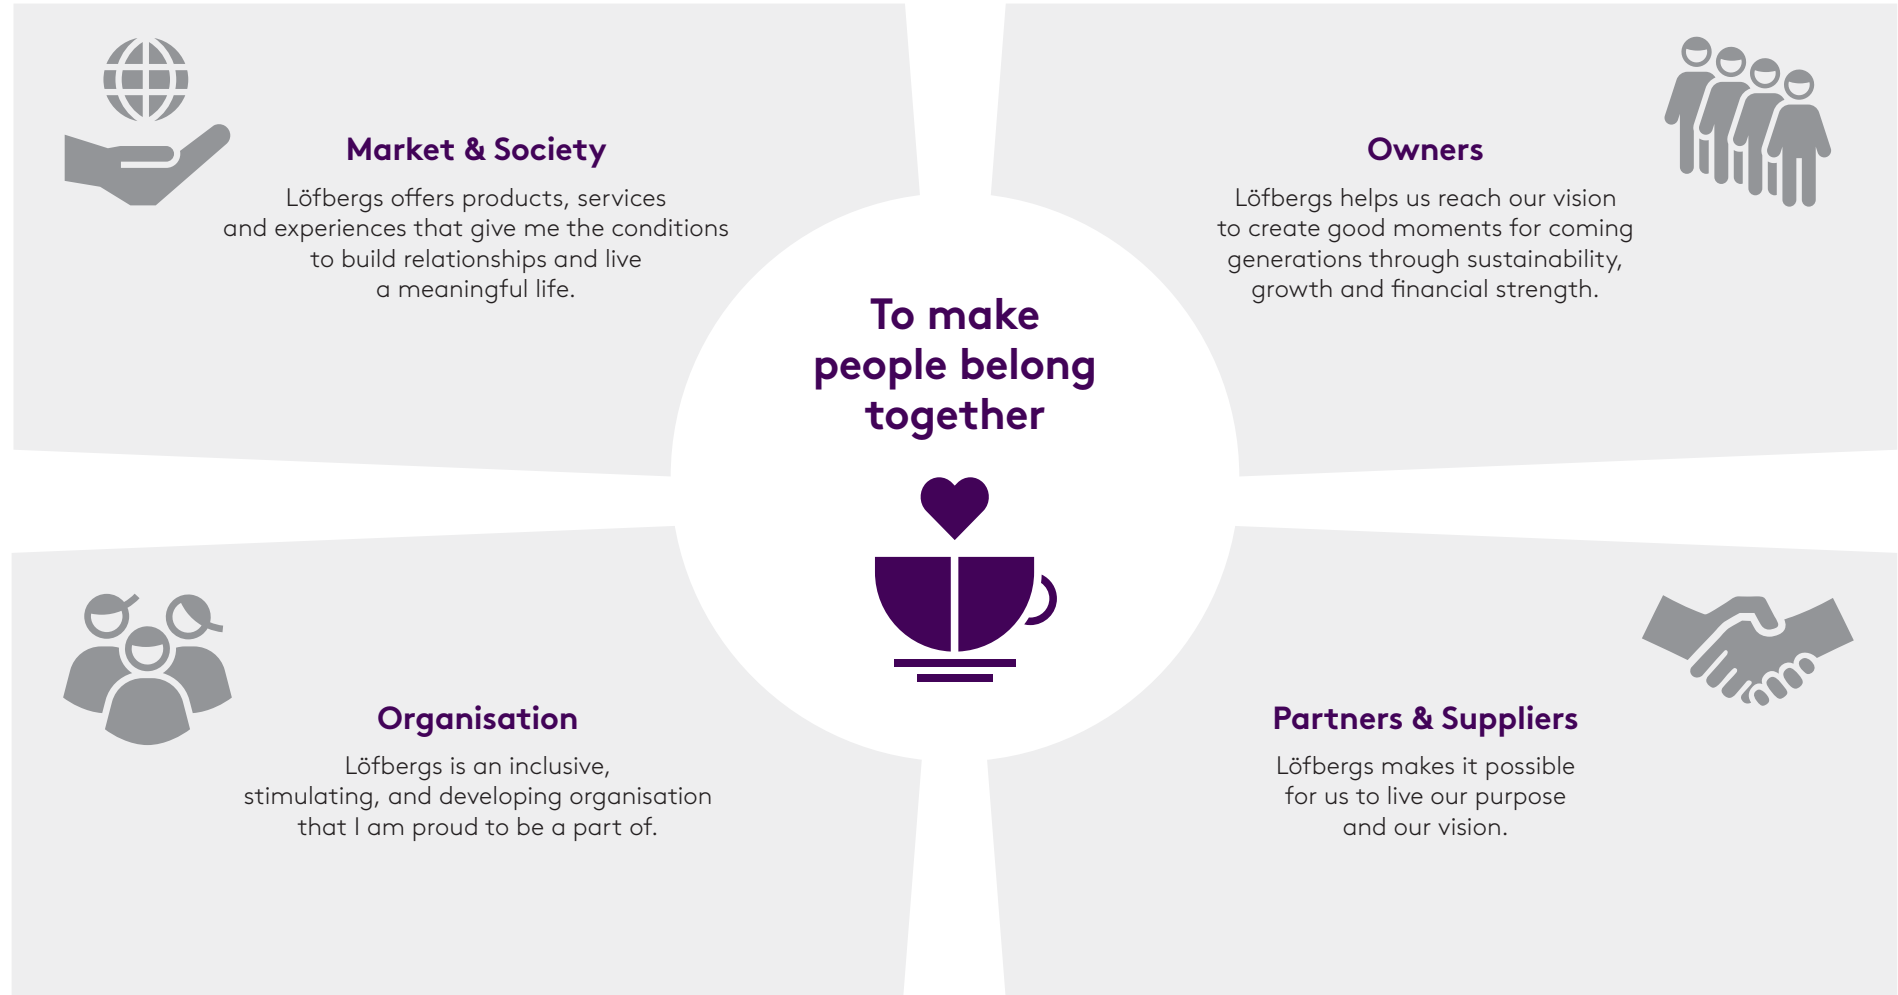 Market & Society
Löfbergs offers products, services
and experiences that give me the conditions
to build relationships and live
a meaningful life.
Owners
Löfbergs helps us reach our vision
to create good moments for coming
generations through sustainability,
growth and financial strength.
To make
people belong
together
Organisation
Löfbergs is an inclusive,
stimulating, and developing organisation
that I am proud to be a part of.
Partners & Suppliers
Löfbergs makes it possible
for us to live our purpose
and our vision.